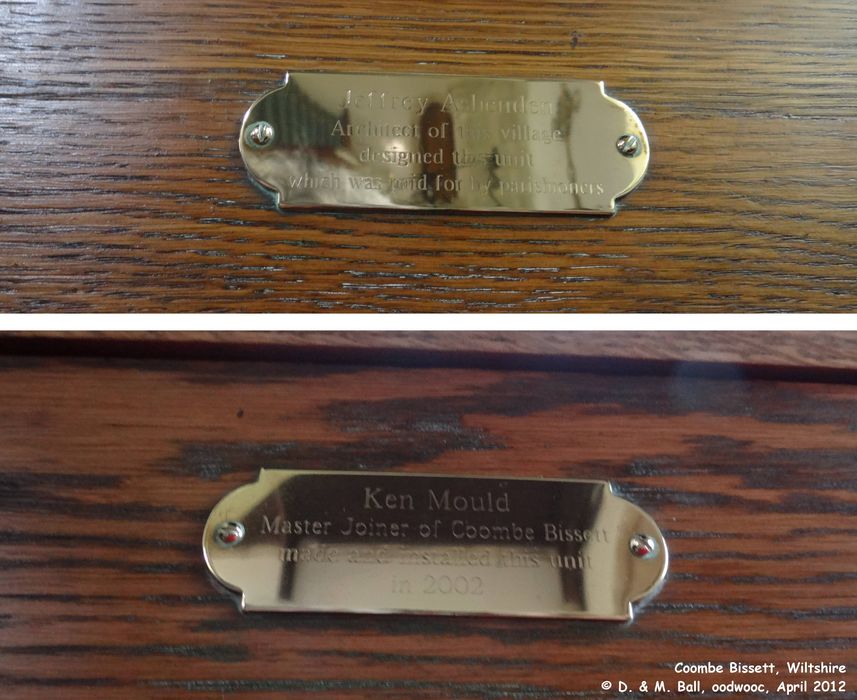 Jeffrey Ashenden
Architect of this village
designed this unit
which was paid for by parishioners
Ken Mould
Master Joiner of Coombe Bissett
made and installed this unit
in 2002
Coombe Bissett, Wiltshire
© D. & M. Ball, oodwooc, April 2012